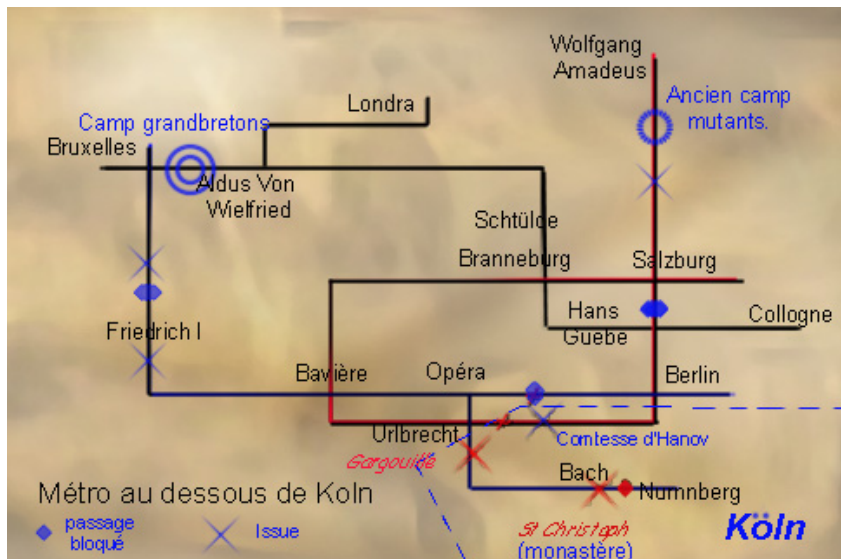 Wolfgang
Amadeus
Londra
Ancien camp
mutants.
Camp grandbretons
Bruxelles
Aldus Von
Wielfried
Schtülde
Branneburg
Salzburg
Hans
Guebe
Collogne
Friedrich I
Bavière
Opéra
Berlin
Urlbrecht
Comtesse d'Hanov
Gargouille
Bach
Numnberg
Métro au dessous de Koln
passage
bloqué
Issue
St Christoph
(monastère)
Köln